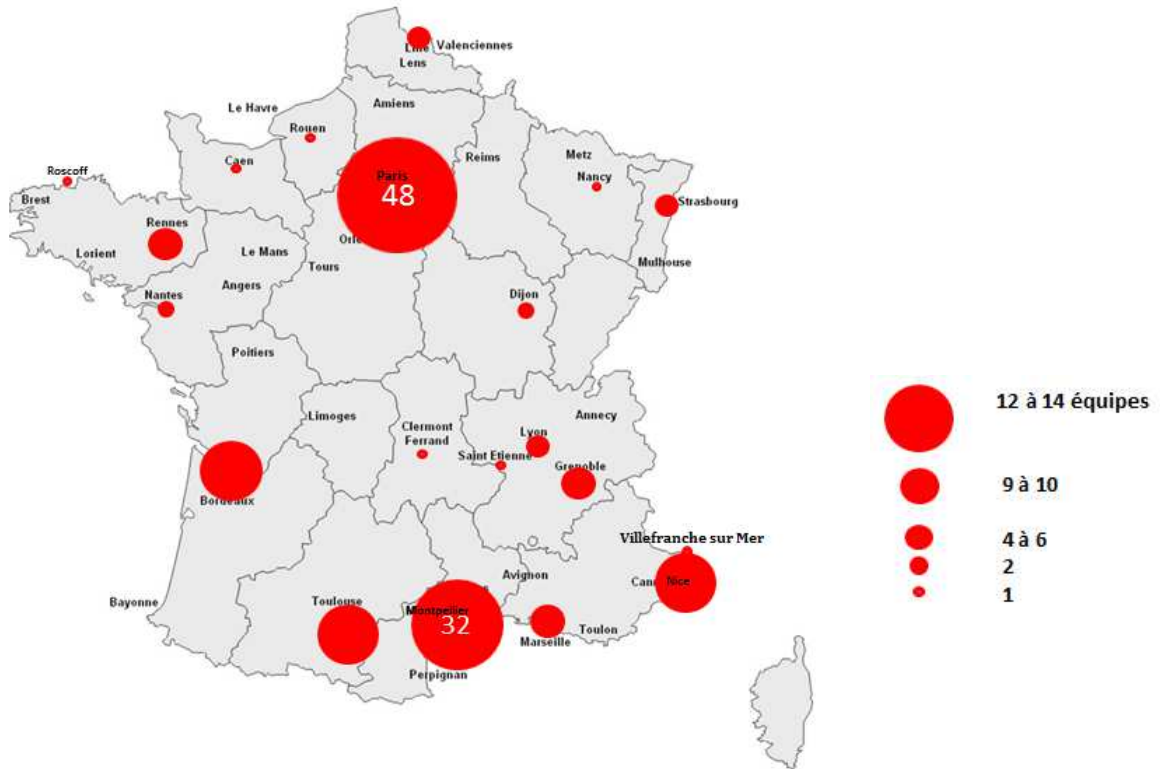 Lille
Valenciennes
Lens
Amiens
Le Havre
Rouen
Reims
Metz
Caen
Nancy
Roscoff
Paris
48
Brest
Strasbourg
Rennes
Orl
Le Mans
Lorient
Tours
Mulhouse
Angers
Nantes
Dijon
Poitiers
Limoges
Annecy
Clermont
Ferrand
Lyon
Saint Etienne
Grenoble
Bordeaux
Villefranche sur Mer
Avignon
Cann
Nice
Bayonne
Toulouse
Montpellier
32
Toulon
Marseille
Perpignan
12 à 14 équipes
9 à 10
4 à 6
2
1